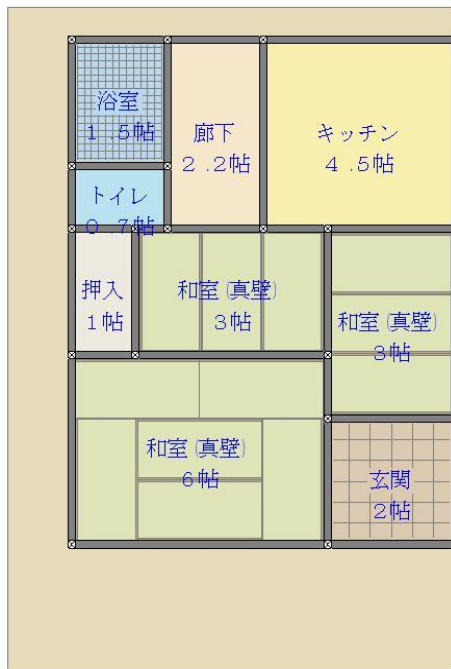 浴室
1.5帖
廊下
2.2帖
キッチン
4.5帖
トイレ
0.7帖
押入
1帖
和室(真壁)
3帖
和室(真壁)
3帖
和室(真壁)
6帖
玄関
2帖